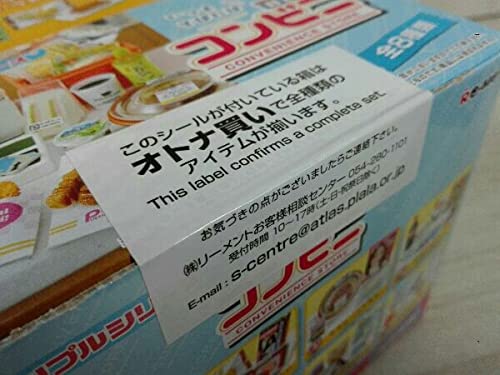 コンビニ
CONVENIENCE STORE
このシールが付いている箱は
オトナ買いで全種類の
アイテムが揃います。
This label confirms a complete set.
お気づきの点がございましたらご連絡下さい。
㈱リーメントお客様相談センター 054-280-1101
受付時間 10～17時(土・日・祝祭日除く)
E-mail : s-centre@atlas.plala.or.jp
コンビニ
CONVENIENCE STORE
プルシリ